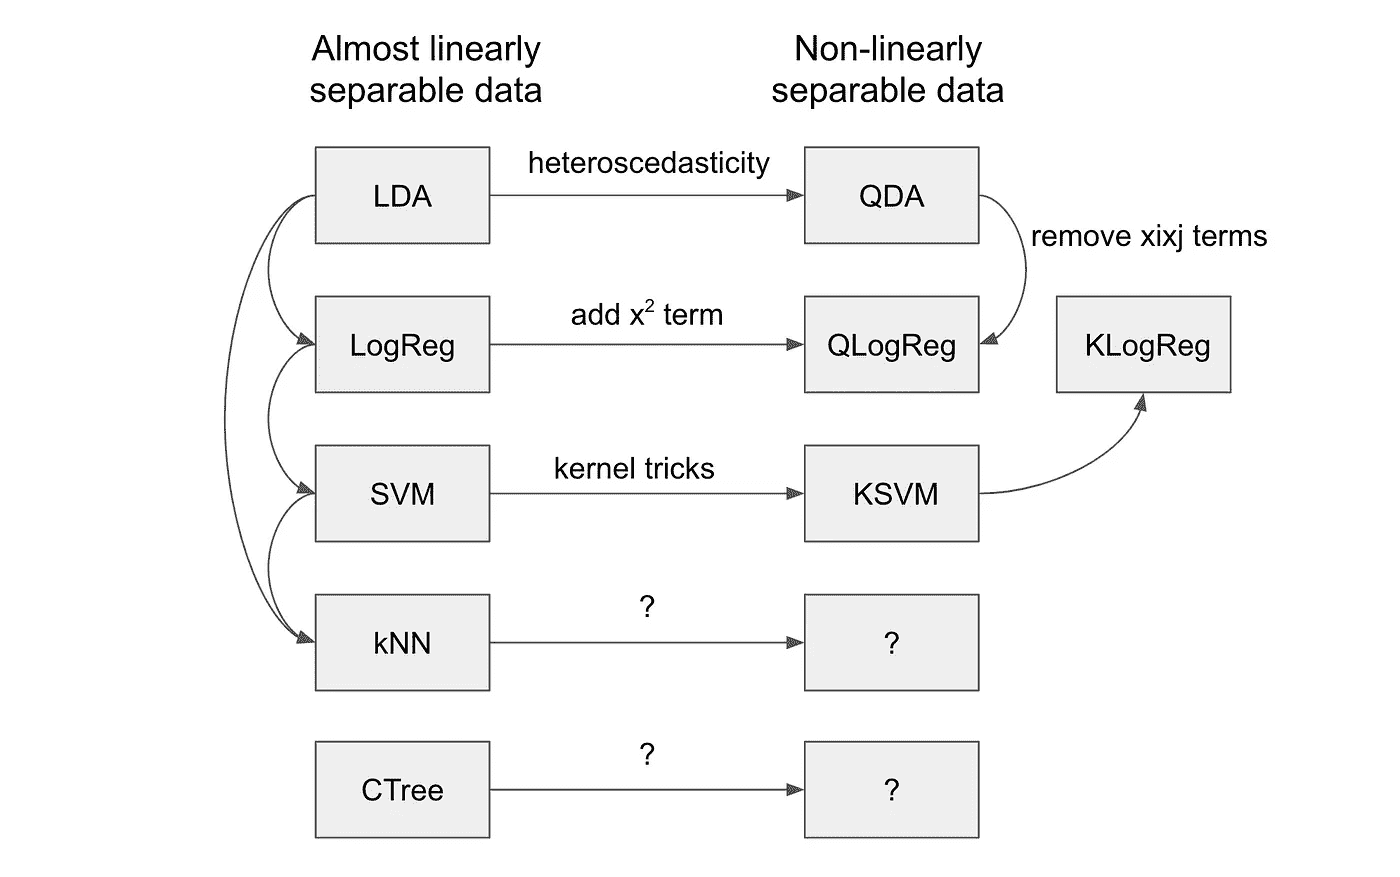 Almost linearly
separable data
Non-linearly
separable data
LDA
heteroscedasticity
QDA
remove xixj terms
LogReg
add x² term
QLogReg
KLogReg
SVM
kernel tricks
KSVM
kNN
?
?
CTree
?
?